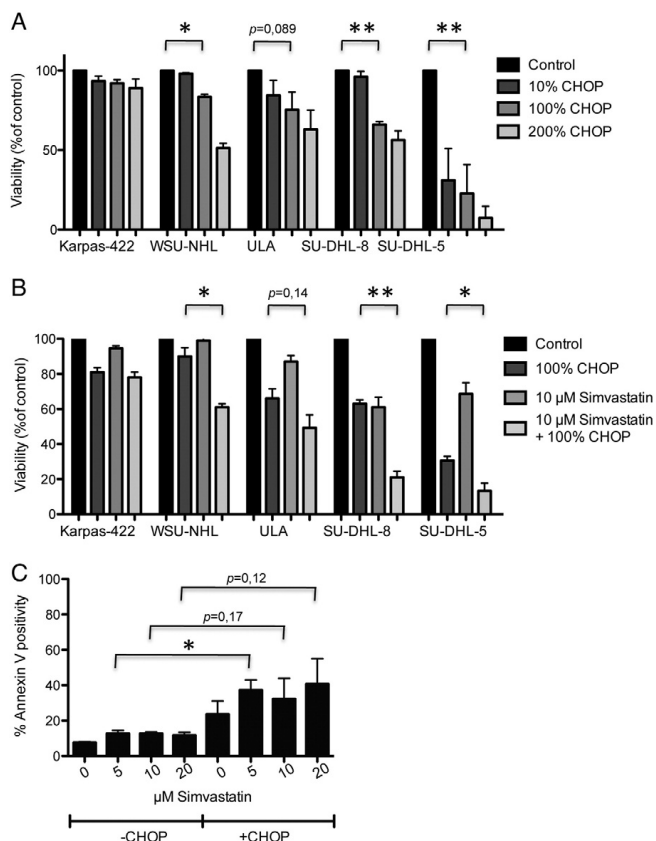 A
* p=0,089 ** **
Viability (%of control)
100
50
0
Control
10% CHOP
100% CHOP
200% CHOP
Karpas-422 WSU-NHL ULA SU-DHL-8 SU-DHL-5
B
* p=0,14 ** *
Viability (%of control)
100
80
60
40
20
0
Control
100% CHOP
10 µM Simvastatin
10 µM Simvastatin
+ 100% CHOP
Karpas-422 WSU-NHL ULA SU-DHL-8 SU-DHL-5
C
p=0,12
p=0,17
*
% Annexin V positivity
100
80
60
40
20
0
0 5 10 20 0 5 10 20
µM Simvastatin
-CHOP +CHOP